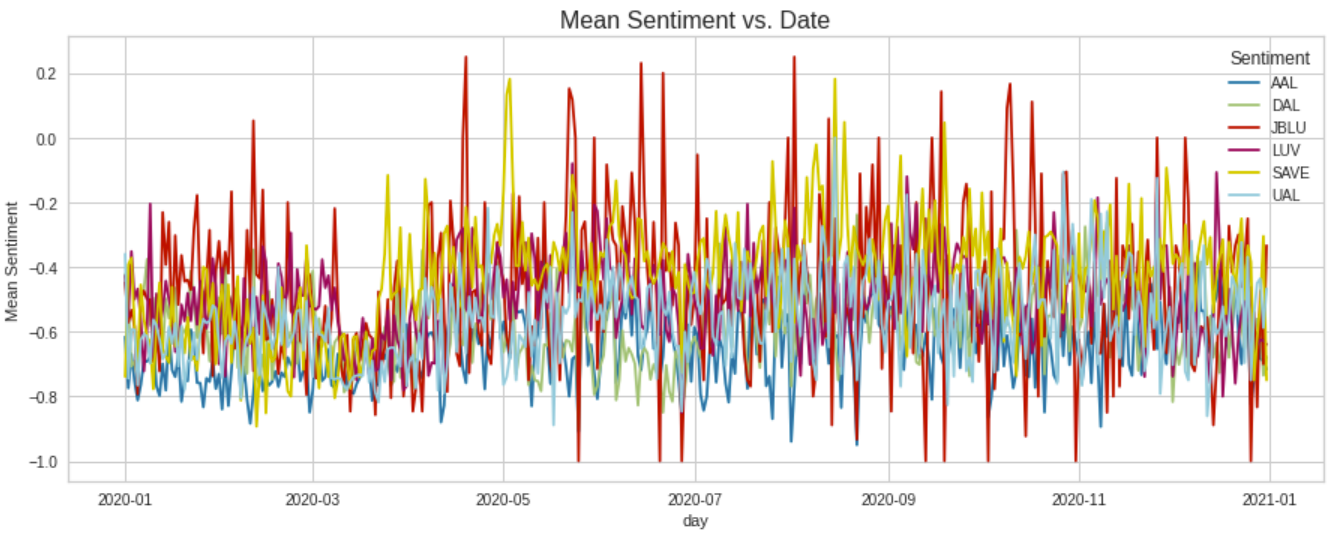 Mean Sentiment vs. Date
Mean Sentiment
0.2
0.0
−0.2
−0.4
−0.6
−0.8
−1.0
Sentiment
AAL
DAL
JBLU
LUV
SAVE
UAL
2020-01
2020-03
2020-05
2020-07
2020-09
2020-11
2021-01
day